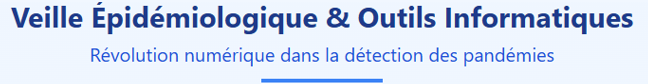 Veille Épidémiologique & Outils Informatiques
Révolution numérique dans la détection des pandémies